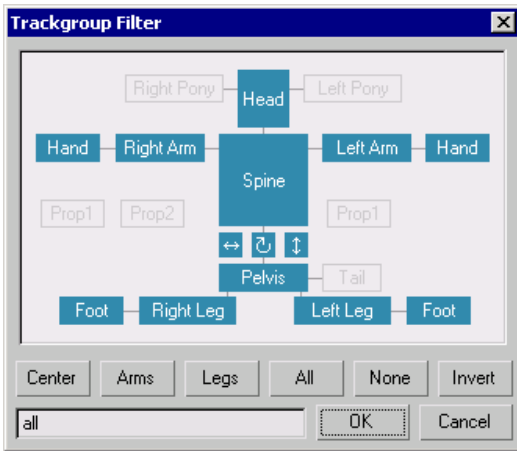 Trackgroup Filter
Right Pony Head Left Pony
Hand Right Arm Left Arm Hand
Spine
Prop1 Prop2 Prop1
Pelvis Tail
Foot Right Leg Left Leg Foot
Center Arms Legs All None Invert
all OK Cancel